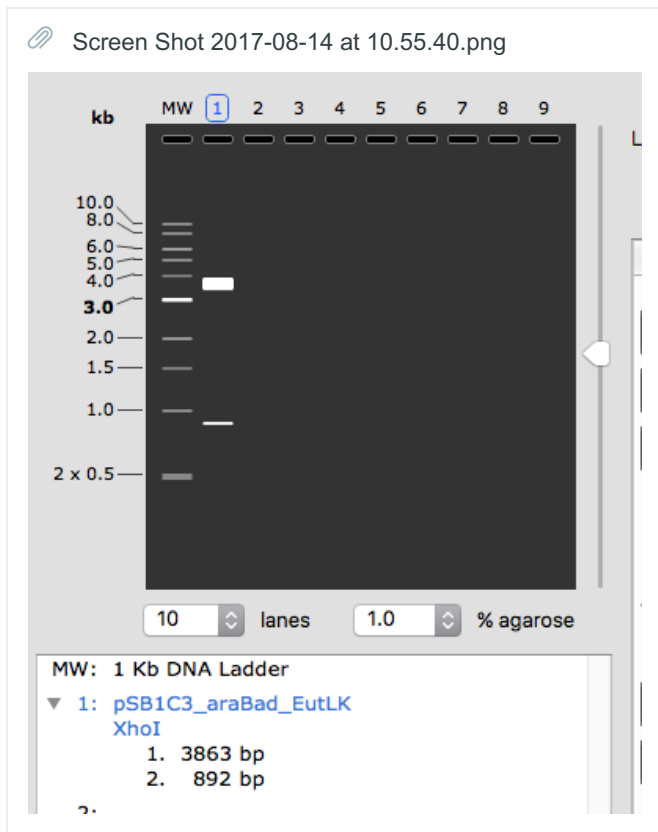 Screen Shot 2017-08-14 at 10.55.40.png
kb MW 1 2 3 4 5 6 7 8 9
L
10.0
8.0
6.0
5.0
4.0
3.0
2.0
1.5
1.0
2 x 0.5
10 lanes 1.0 % agarose
MW: 1 Kb DNA Ladder
1: pSB1C3_araBad_EutLK
XhoI
1. 3863 bp
2. 892 bp
2: